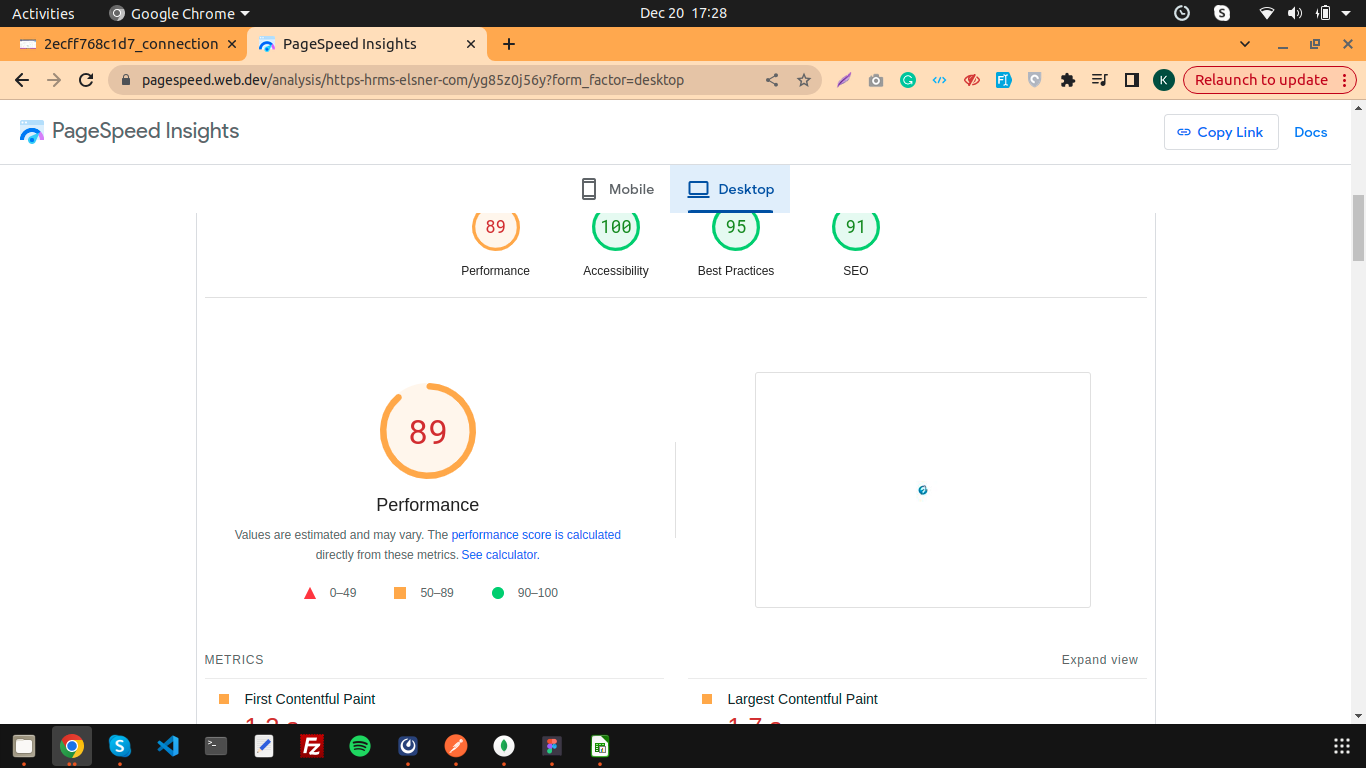 Activities
Google Chrome
Dec 20 17:28
2ecff768c1d7_connection
PageSpeed Insights
pagespeed.web.dev/analysis/https-hrms-elsner-com/yg85z0j56y?form_factor=desktop
K
Relaunch to update
PageSpeed Insights
Copy Link
Docs
Mobile
Desktop
89
100
95
91
Performance
Accessibility
Best Practices
SEO
89
Performance
Values are estimated and may vary. The performance score is calculated
directly from these metrics. See calculator.
0–49
50–89
90–100
METRICS
Expand view
First Contentful Paint
Largest Contentful Paint